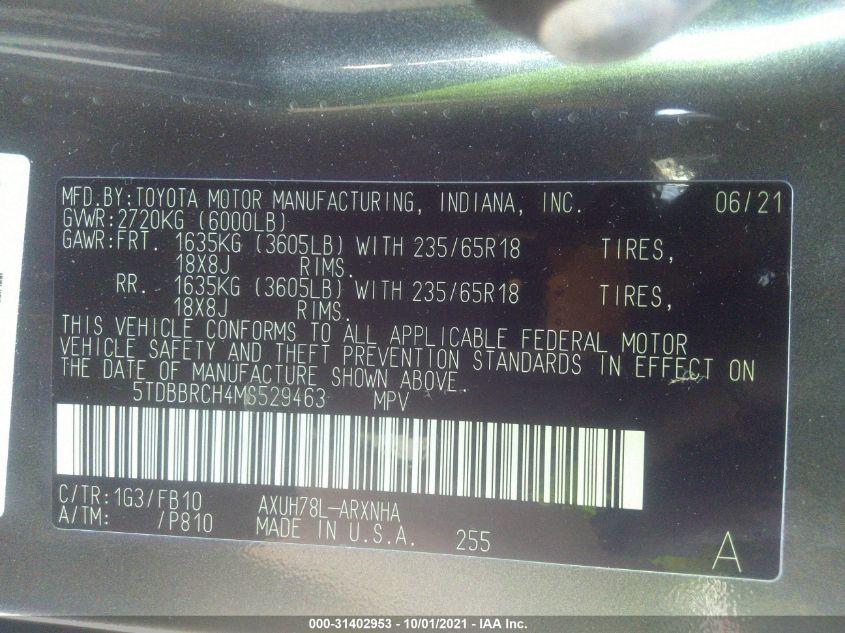 MFD.BY:TOYOTA MOTOR MANUFACTURING, INDIANA, INC. 06/21
GVWR:2720KG (6000LB)
GAWR:FRT. 1635KG (3605LB) WITH 235/65R18 TIRES,
18X8J RIMS.
RR. 1635KG (3605LB) WITH 235/65R18 TIRES,
18X8J RIMS.
THIS VEHICLE CONFORMS TO ALL APPLICABLE FEDERAL MOTOR
VEHICLE SAFETY AND THEFT PREVENTION STANDARDS IN EFFECT ON
THE DATE OF MANUFACTURE SHOWN ABOVE.
5TDBBRCH4MS529463 MPV
C/TR:1G3/FB10 AXUH78L-ARXNHA
A/TM: /P810 MADE IN U.S.A. 255
A
000-31402953 - 10/01/2021 - IAA Inc.